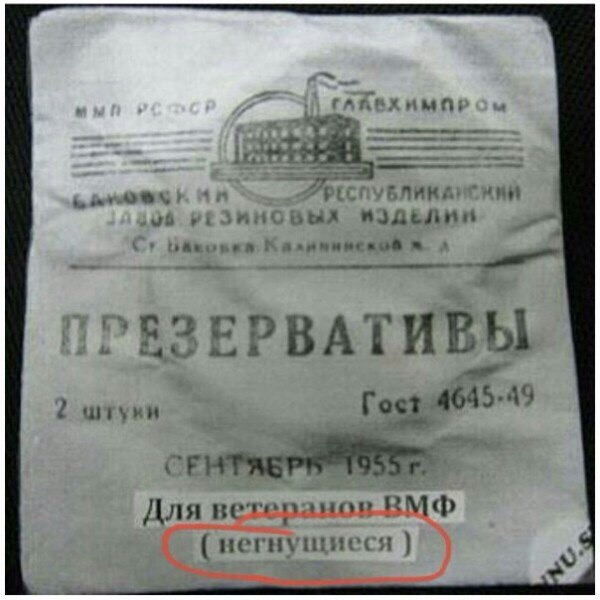 МПП РСФСР ГЛАВХИМПРОМ
БАКОВСКИЙ РЕСПУБЛИКАНСКИЙ
ЗАВОД РЕЗИНОВЫХ ИЗДЕЛИЙ
Ст Баковка Калининской ж. д
ПРЕЗЕРВАТИВЫ
2 штуки Гост 4645-49
СЕНТЯБРЬ 1955 г.
Для ветеранов ВМФ
(негнущиеся)